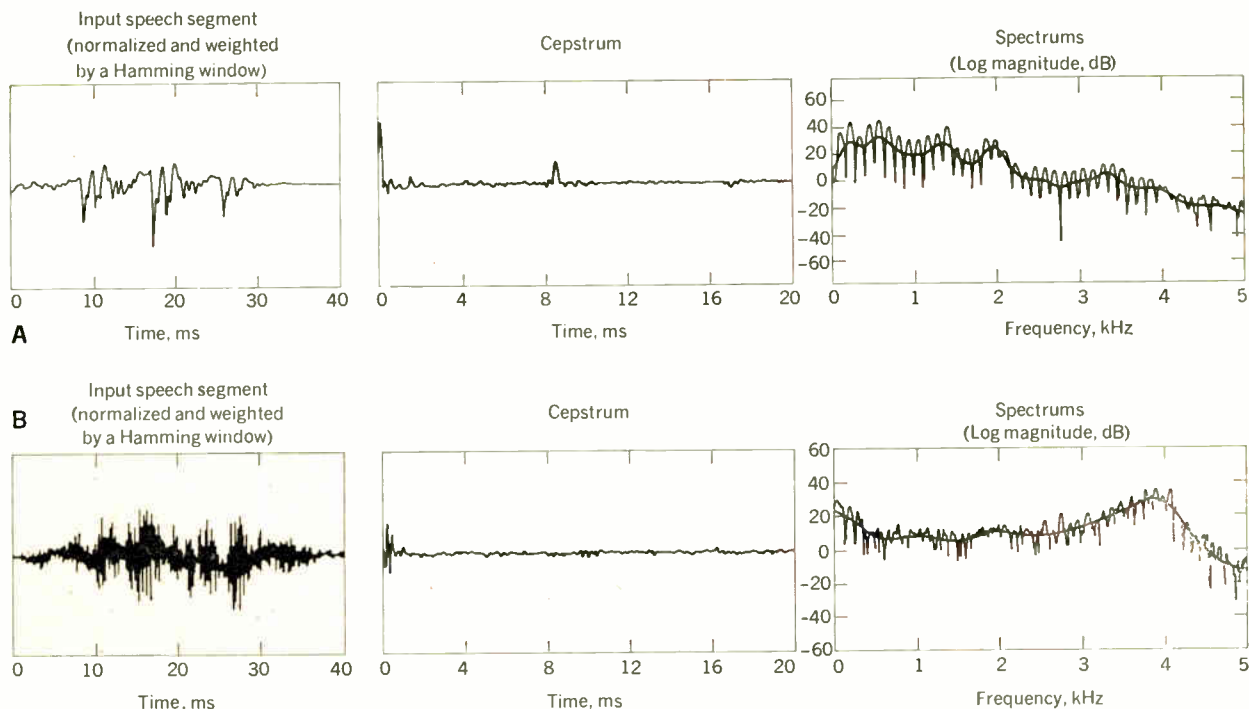 Input speech segment
(normalized and weighted
by a Hamming window)
Cepstrum
Spectrums
(Log magnitude, dB)
60
40
20
0
-20
-40
-60
0 10 20 30 40
0 4 8 12 16 20
0 1 2 3 4 5
Time, ms
Time, ms
Frequency, kHz
A
Input speech segment
(normalized and weighted
by a Hamming window)
B
Cepstrum
Spectrums
(Log magnitude, dB)
60
40
20
0
-20
-40
-60
0 10 20 30 40
0 4 8 12 16 20
0 1 2 3 4 5
Time, ms
Time, ms
Frequency, kHz